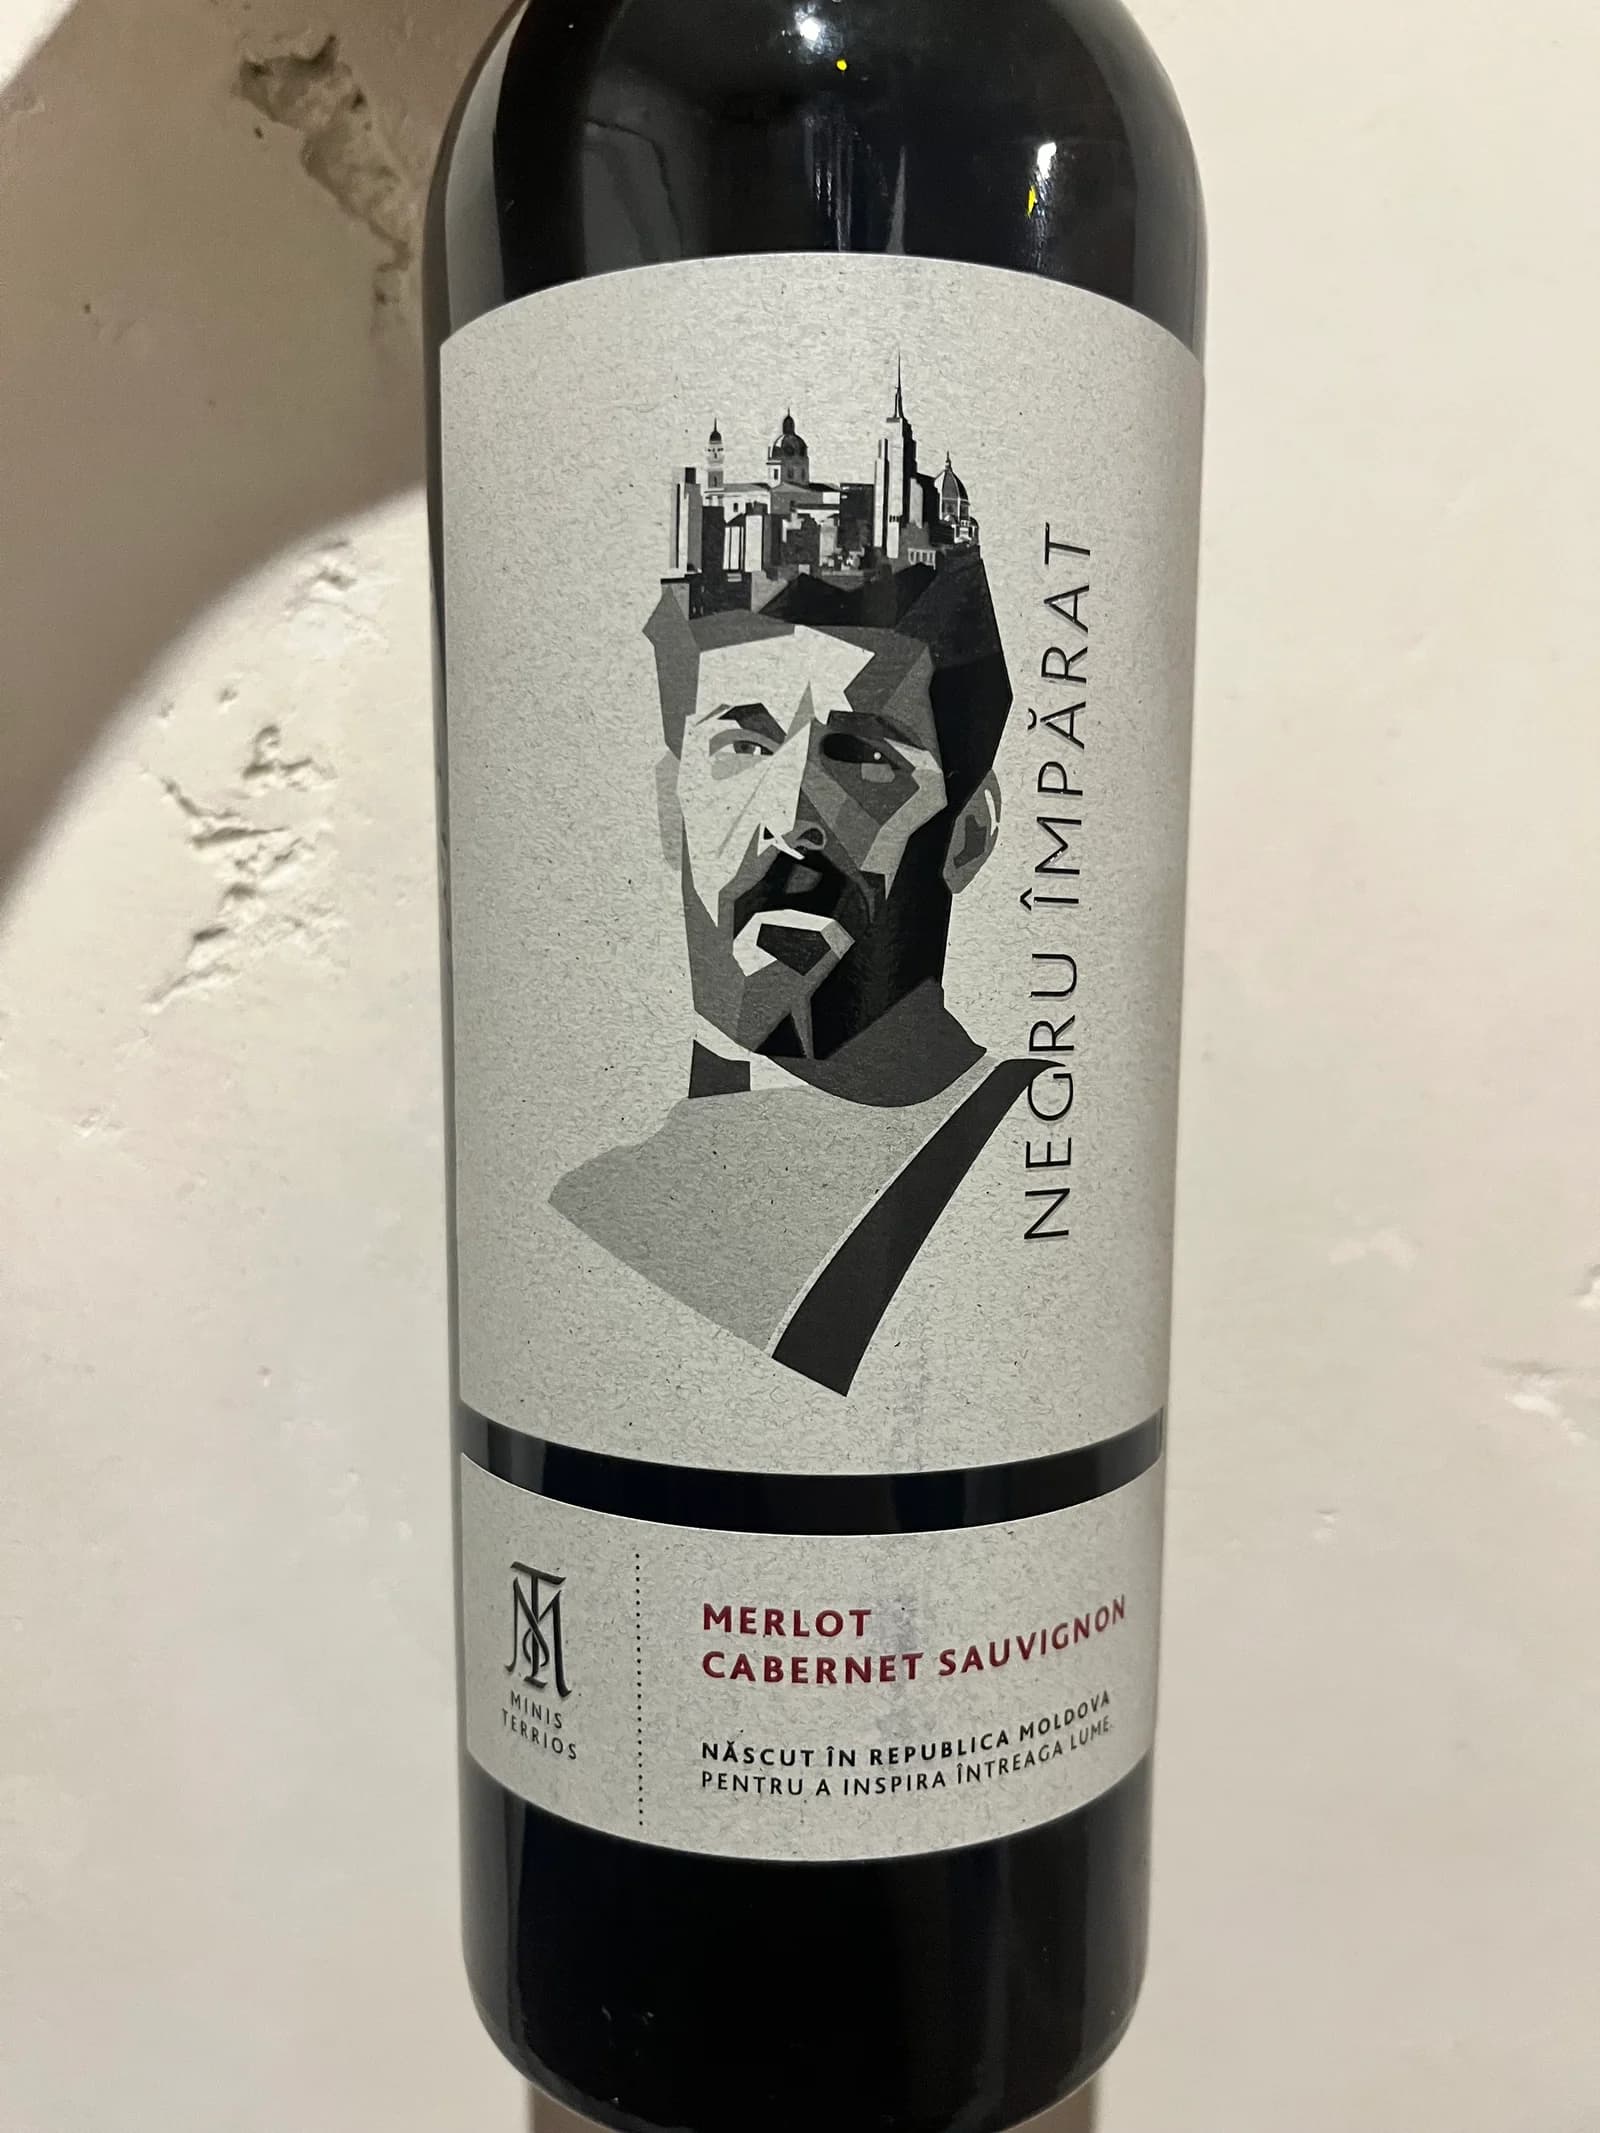 NEGRU ÎMPĂRAT
MINIS
TERRIOS
MERLOT
CABERNET SAUVIGNON
NĂSCUT ÎN REPUBLICA MOLDOVA
PENTRU A INSPIRA ÎNTREAGA LUME.